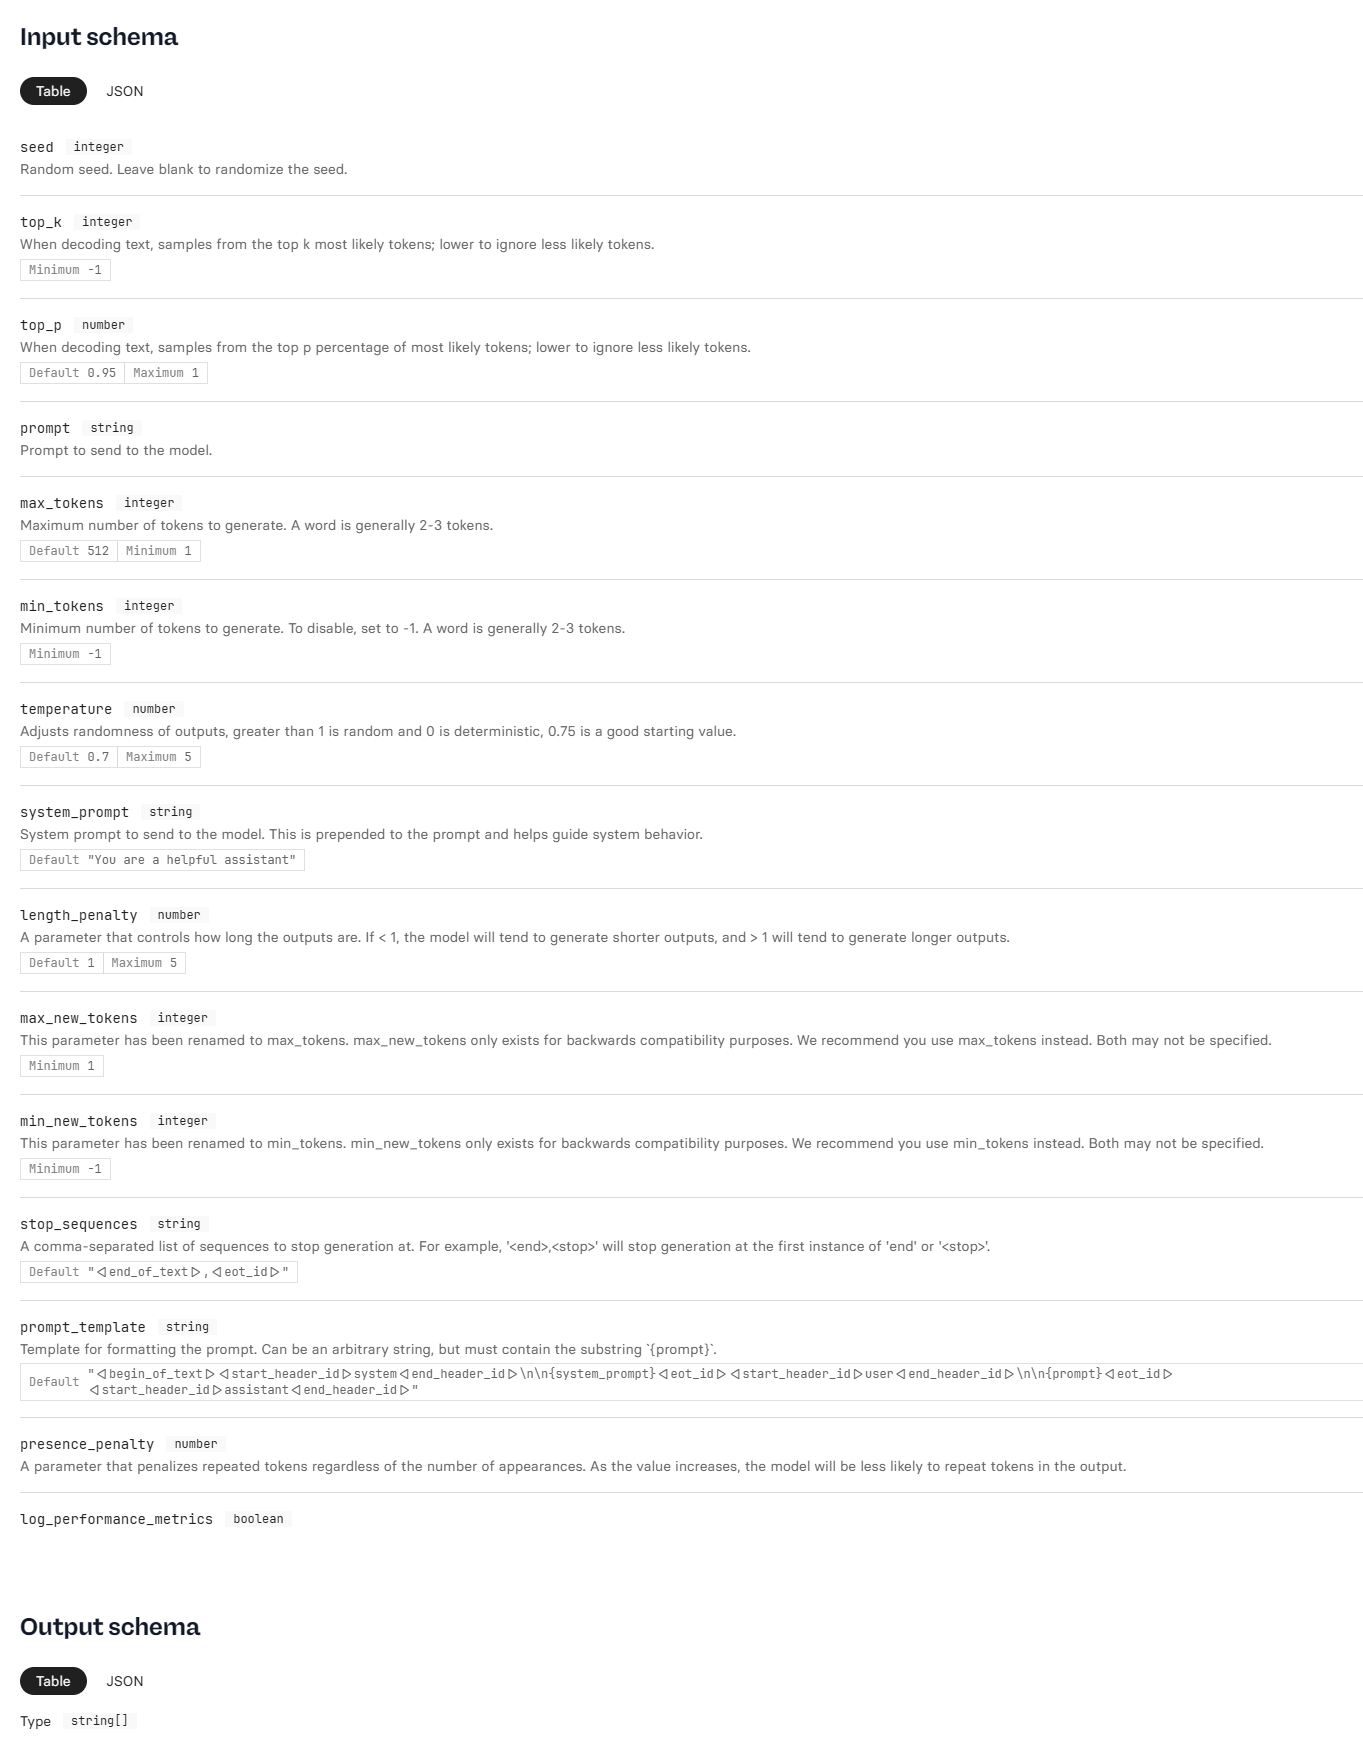 Input schema
Table JSON
seed integer
Random seed. Leave blank to randomize the seed.
top_k integer
When decoding text, samples from the top k most likely tokens; lower to ignore less likely tokens.
Minimum -1
top_p number
When decoding text, samples from the top p percentage of most likely tokens; lower to ignore less likely tokens.
Default 0.95 Maximum 1
prompt string
Prompt to send to the model.
max_tokens integer
Maximum number of tokens to generate. A word is generally 2-3 tokens.
Default 512 Minimum 1
min_tokens integer
Minimum number of tokens to generate. To disable, set to -1. A word is generally 2-3 tokens.
Minimum -1
temperature number
Adjusts randomness of outputs, greater than 1 is random and 0 is deterministic, 0.75 is a good starting value.
Default 0.7 Maximum 5
system_prompt string
System prompt to send to the model. This is prepended to the prompt and helps guide system behavior.
Default "You are a helpful assistant"
length_penalty number
A parameter that controls how long the outputs are. If < 1, the model will tend to generate shorter outputs, and > 1 will tend to generate longer outputs.
Default 1 Maximum 5
max_new_tokens integer
This parameter has been renamed to max_tokens. max_new_tokens only exists for backwards compatibility purposes. We recommend you use max_tokens instead. Both may not be specified.
Minimum 1
min_new_tokens integer
This parameter has been renamed to min_tokens. min_new_tokens only exists for backwards compatibility purposes. We recommend you use min_tokens instead. Both may not be specified.
Minimum -1
stop_sequences string
A comma-separated list of sequences to stop generation at. For example, '<end>,<stop>' will stop generation at the first instance of 'end' or '<stop>'.
Default "<|end_of_text|>,<|eot_id|>"
prompt_template string
Template for formatting the prompt. Can be an arbitrary string, but must contain the substring `{prompt}`.
Default "<|begin_of_text|><|start_header_id|>system<|end_header_id|>\n\n{system_prompt}<|eot_id|><|start_header_id|>user<|end_header_id|>\n\n{prompt}<|eot_id|>
<|start_header_id|>assistant<|end_header_id|>"
presence_penalty number
A parameter that penalizes repeated tokens regardless of the number of appearances. As the value increases, the model will be less likely to repeat tokens in the output.
log_performance_metrics boolean
Output schema
Table JSON
Type string[]